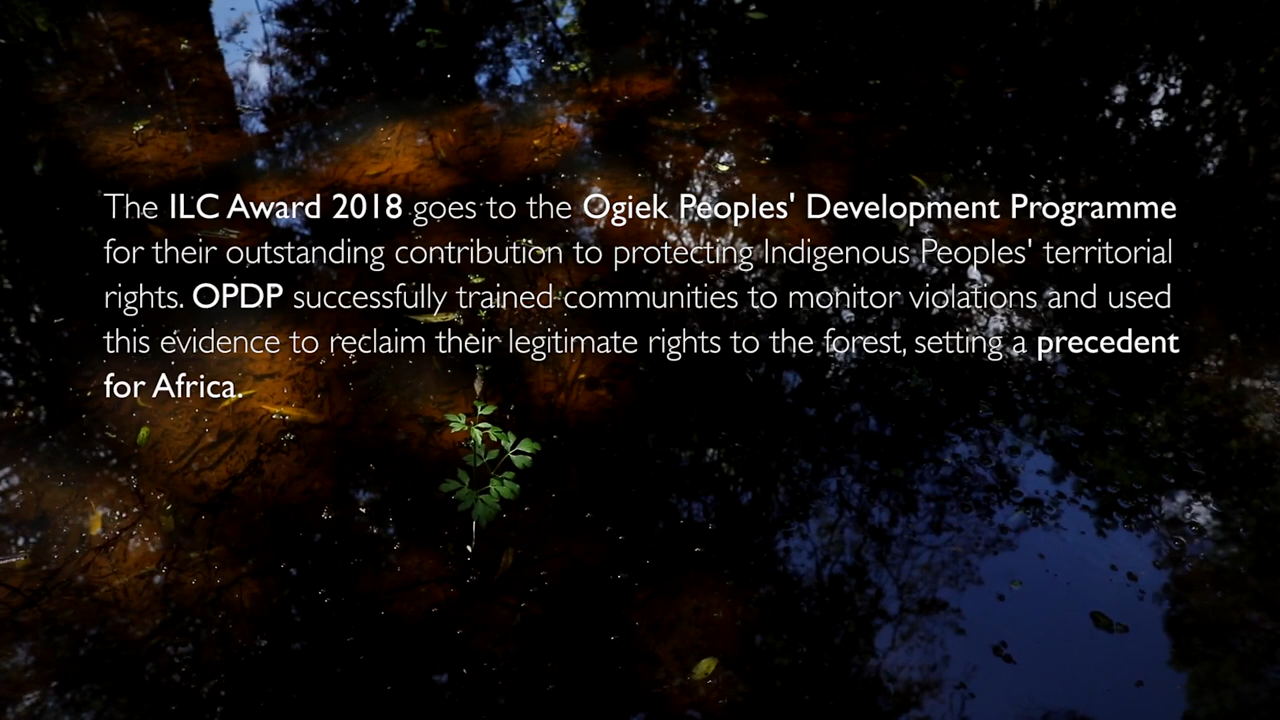 The ILC Award 2018 goes to the Ogiek Peoples' Development Programme
for their outstanding contribution to protecting Indigenous Peoples' territorial
rights. OPDP successfully trained communities to monitor violations and used
this evidence to reclaim their legitimate rights to the forest, setting a precedent
for Africa.